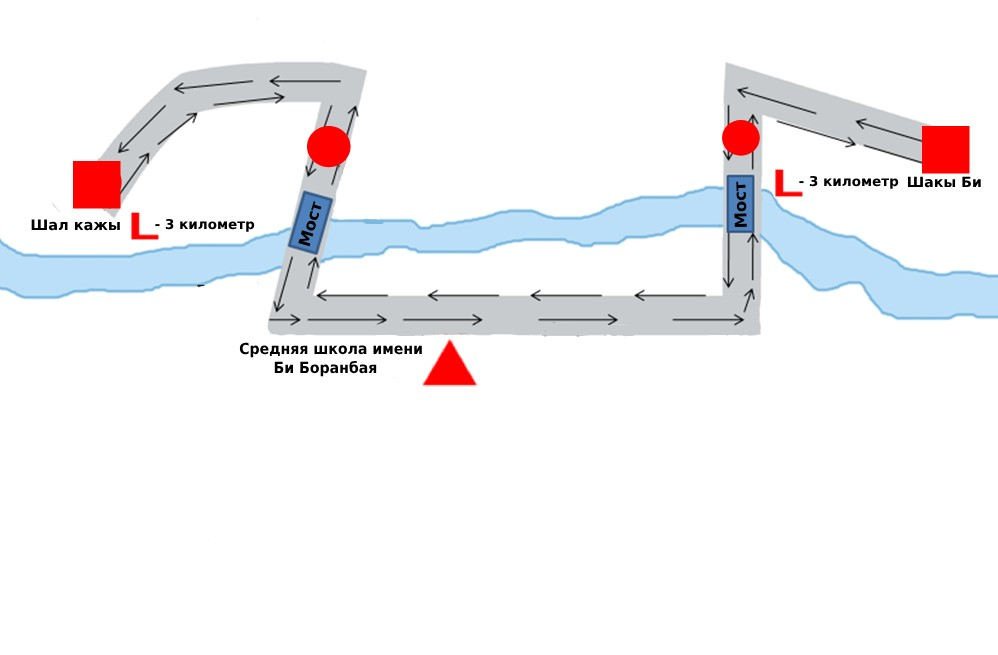 Мост
Мост
- 3 километр
Шакы Би
Шал кажы
- 3 километр
Средняя школа имени
Би Боранбая